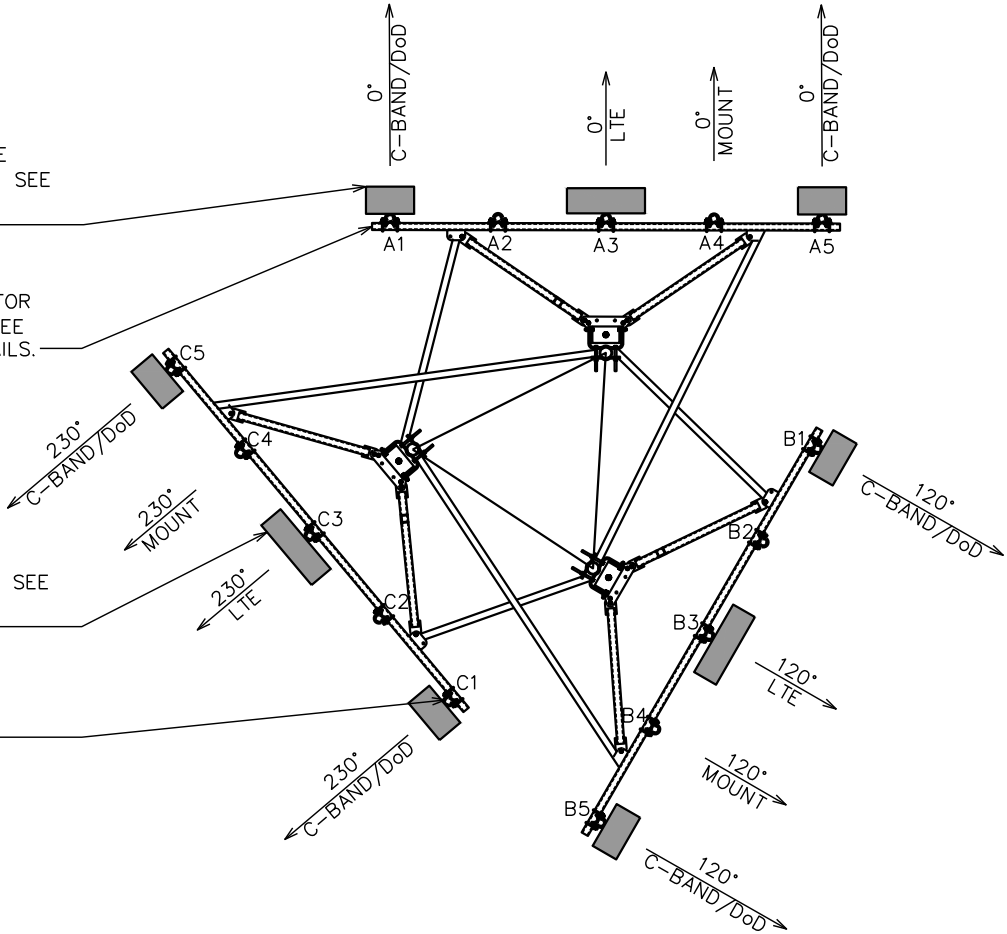 0°
C-BAND/DoD
0°
LTE
0°
MOUNT
0°
C-BAND/DoD
SEE
A1
A2
A3
A4
A5
TOR
EE
AILS.
C5
C4
C3
C2
C1
230°
C-BAND/DoD
230°
MOUNT
230°
LTE
230°
C-BAND/DoD
SEE
B1
B2
B3
B4
B5
120°
C-BAND/DoD
120°
LTE
120°
MOUNT
120°
C-BAND/DoD